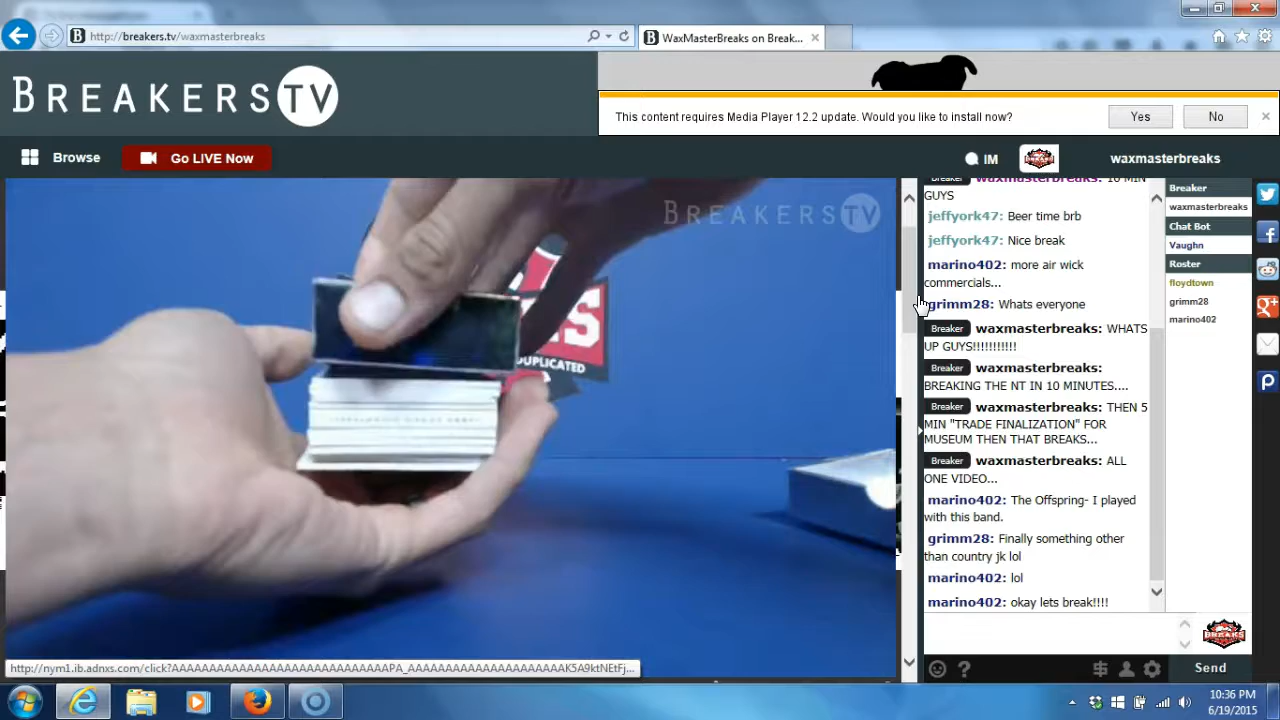 http://breakers.tv/waxmasterbreaks
WaxMasterBreaks on Break...
BREAKERS TV
This content requires Media Player 12.2 update. Would you like to install now?
Yes
No
Browse
Go LIVE Now
IM
waxmasterbreaks
BREAKERS TV
DUPLICATED
Breaker waxmasterbreaks: 10 MIN
GUYS
jeffyork47: Beer time brb
jeffyork47: Nice break
marino402: more air wick
commercials...
grimm28: Whats everyone
Breaker waxmasterbreaks: WHATS
UP GUYS!!!!!!!!!!!
Breaker waxmasterbreaks:
BREAKING THE NT IN 10 MINUTES....
Breaker waxmasterbreaks: THEN 5
MIN "TRADE FINALIZATION" FOR
MUSEUM THEN THAT BREAKS...
Breaker waxmasterbreaks: ALL
ONE VIDEO...
marino402: The Offspring- I played
with this band.
grimm28: Finally something other
than country jk lol
marino402: lol
marino402: okay lets break!!!!
Breaker
waxmasterbreaks
Chat Bot
Vaughn
Roster
floydtown
grimm28
marino402
Send
BREAKS
10:36 PM
6/19/2015